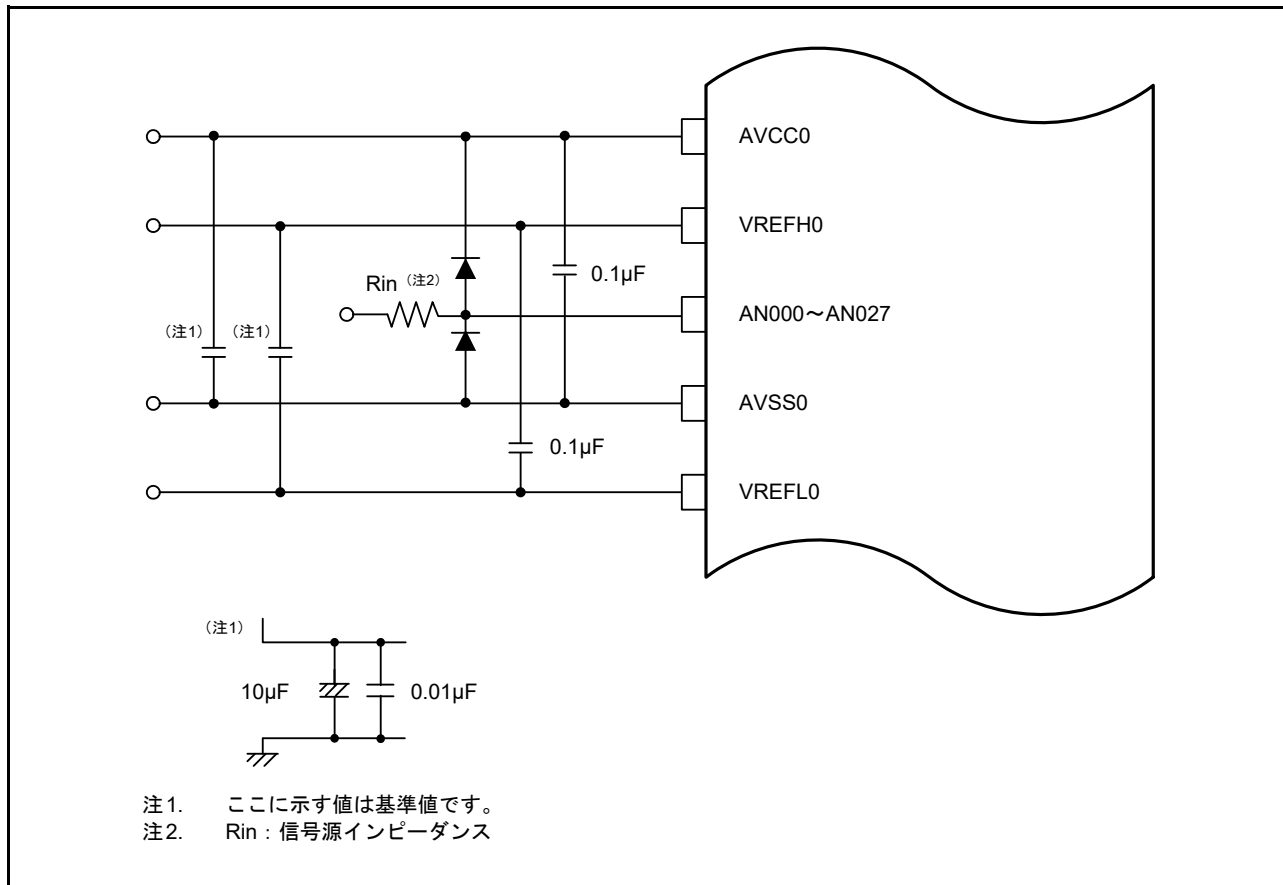 AVCC0
VREFH0
0.1µF
Rin（注2）
AN000～AN027
（注1）（注1）
AVSS0
0.1µF
VREFL0
（注1）
10µF
0.01µF
注1. ここに示す値は基準値です。
注2. Rin：信号源インピーダンス